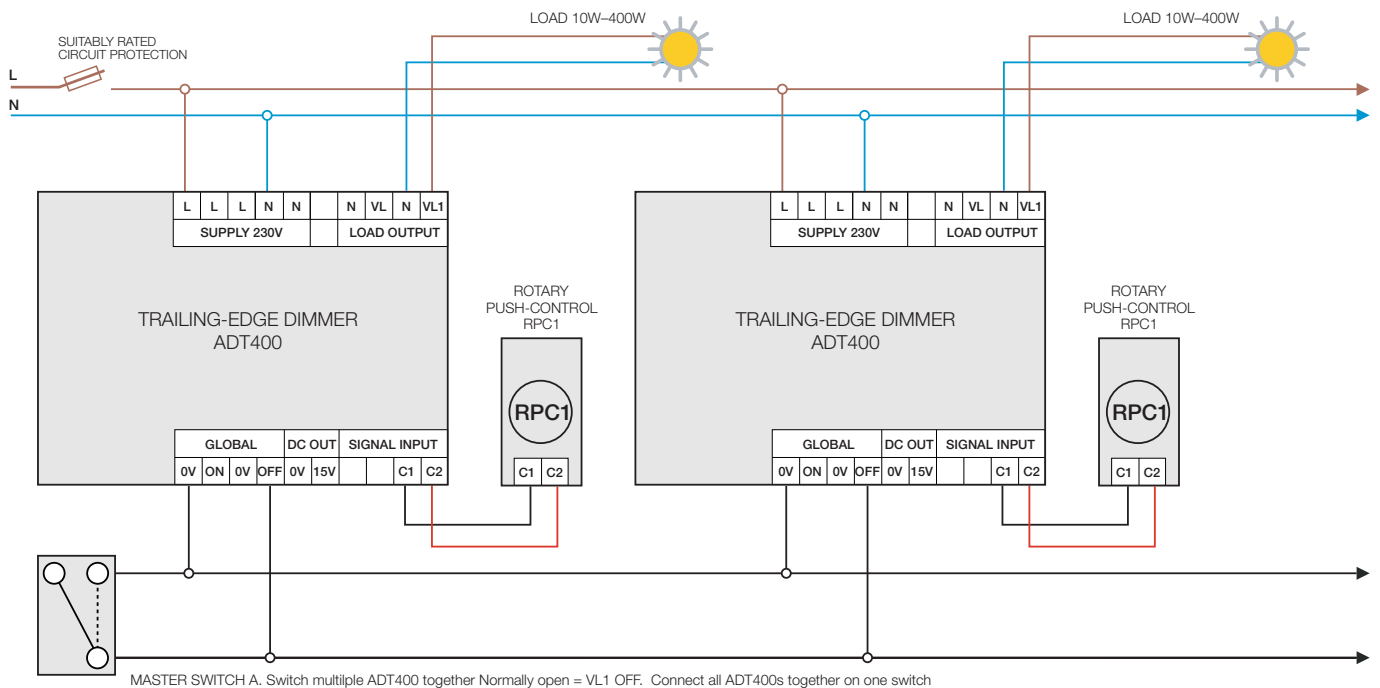 LOAD 10W–400W
LOAD 10W–400W
SUITABLY RATED
CIRCUIT PROTECTION
L
N
L L L N N N VL N VL1
SUPPLY 230V LOAD OUTPUT
L L L N N N VL N VL1
SUPPLY 230V LOAD OUTPUT
TRAILING-EDGE DIMMER
ADT400
ROTARY
PUSH-CONTROL
RPC1
RPC1
C1 C2
TRAILING-EDGE DIMMER
ADT400
ROTARY
PUSH-CONTROL
RPC1
RPC1
C1 C2
GLOBAL DC OUT SIGNAL INPUT
0V ON 0V OFF 0V 15V C1 C2
GLOBAL DC OUT SIGNAL INPUT
0V ON 0V OFF 0V 15V C1 C2
MASTER SWITCH A. Switch multilple ADT400 together Normally open = VL1 OFF. Connect all ADT400s together on one switch